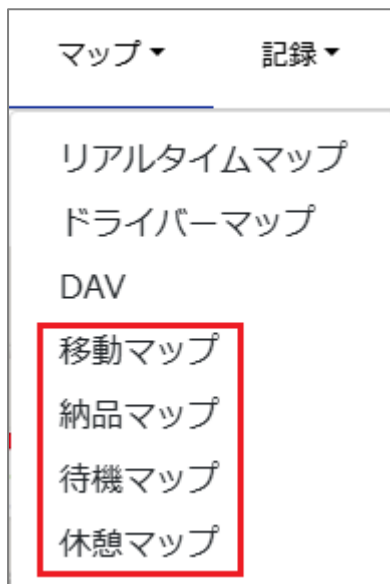 マップ▼ 記録▼
リアルタイムマップ
ドライバーマップ
DAV
移動マップ
納品マップ
待機マップ
休憩マップ